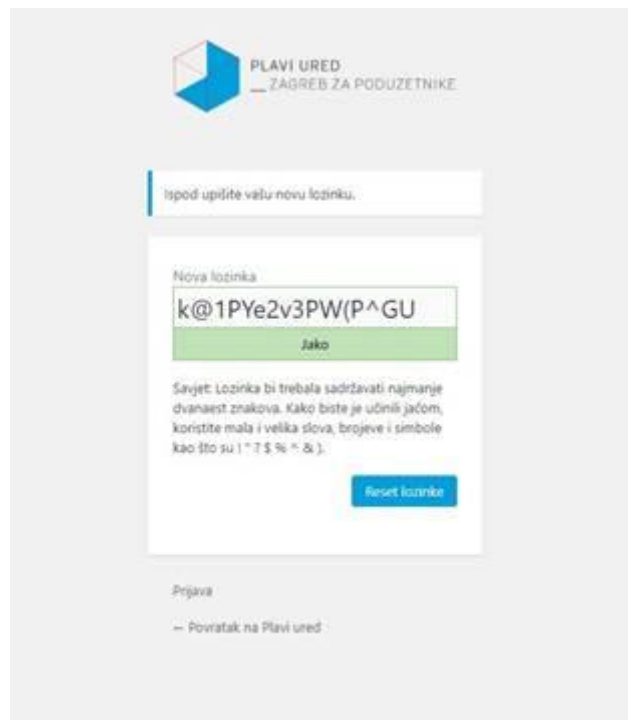 PLAVI URED
__ ZAGREB ZA PODUZETNIKE
Ispod upišite vašu novu lozinku.
Nova lozinka
k@1PYe2v3PW(P^GU
Jako
Savjet: Lozinka bi trebala sadržavati najmanje
dvanaest znakova. Kako biste je učinili jačom,
koristite mala i velika slova, brojeve i simbole
kao što su ! " ? $ % ^ & ).
Reset lozinke
Prijava
← Povratak na Plavi ured